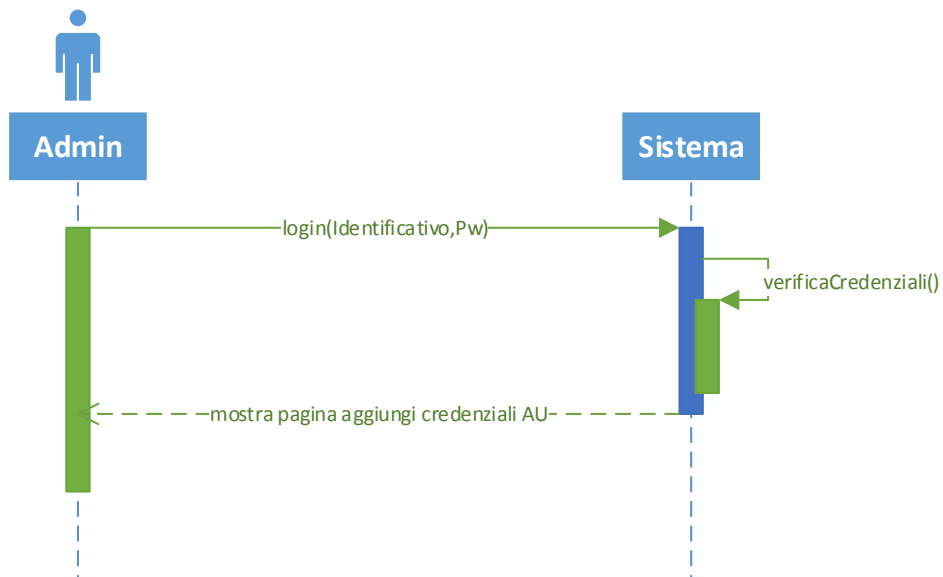 Admin
Sistema
login(Identificativo,Pw)
verificaCredenziali()
mostra pagina aggiungi credenziali AU